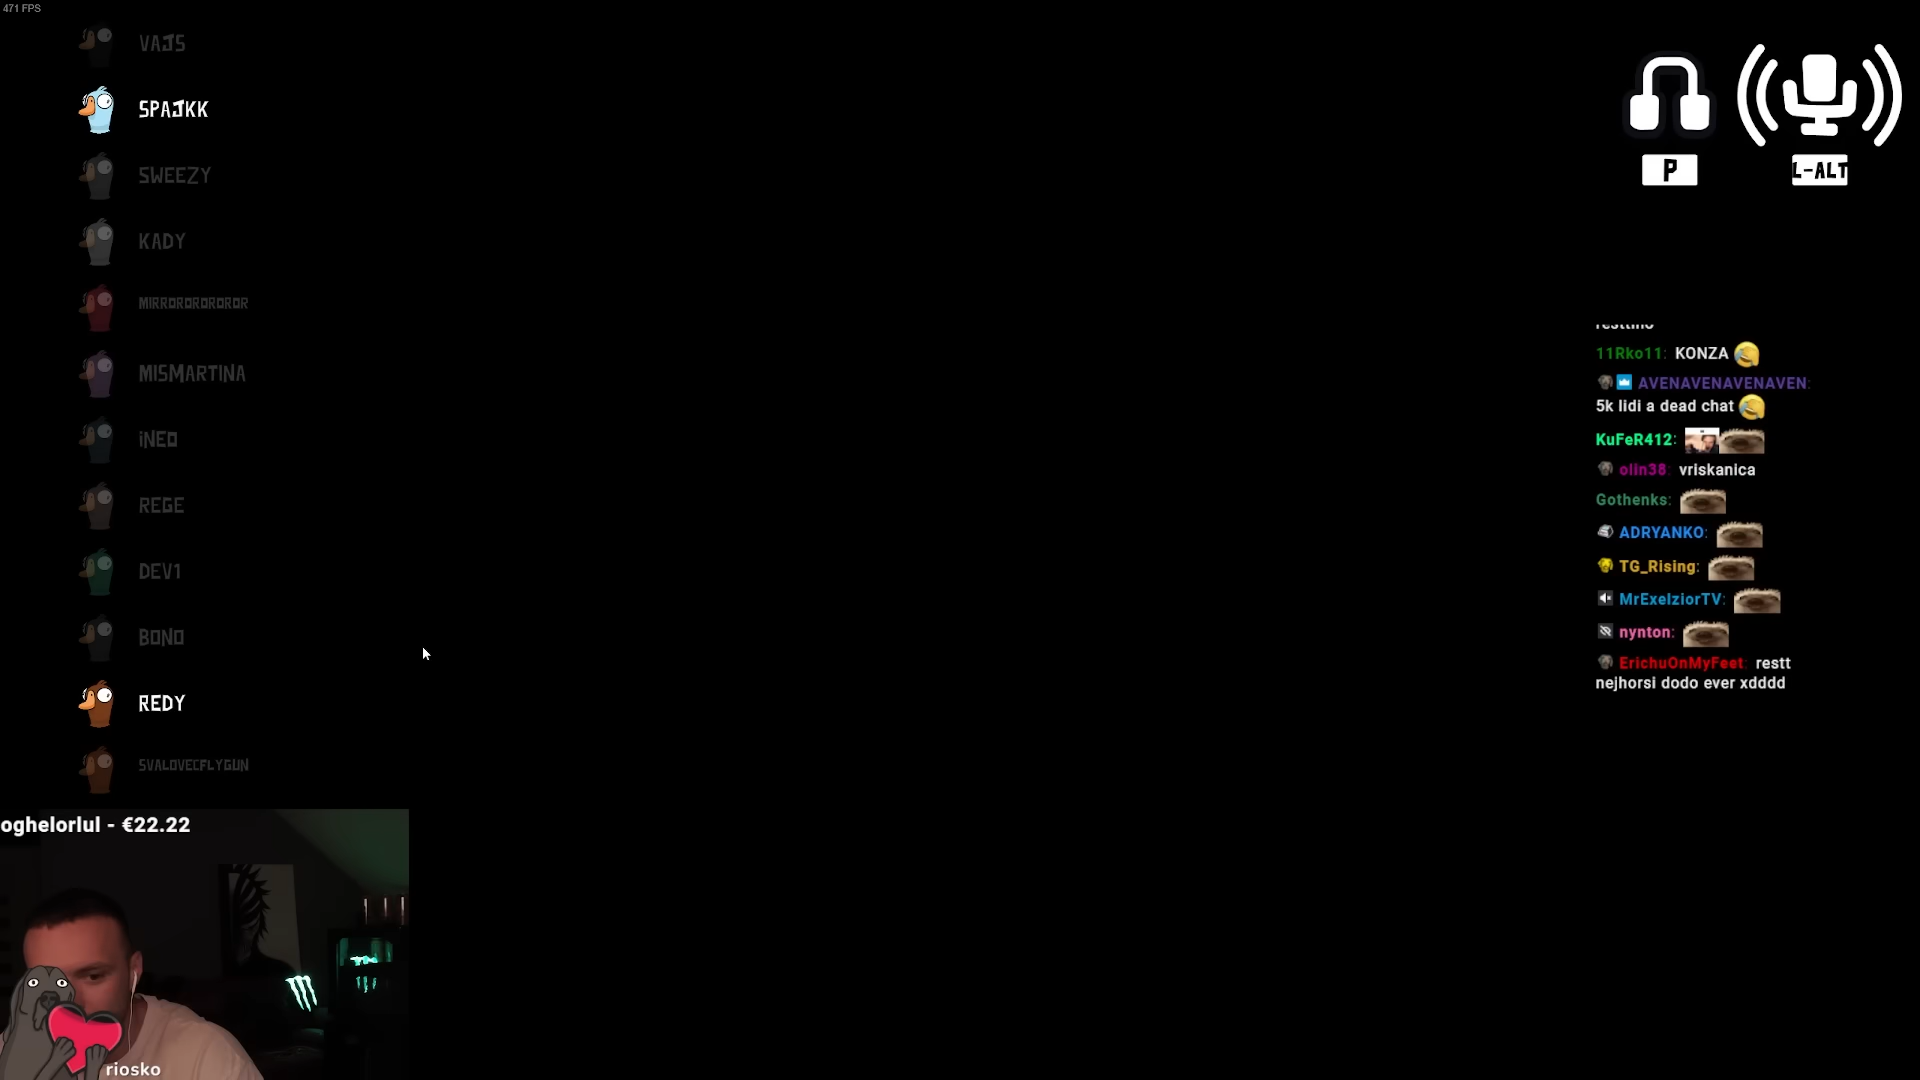 471 FPS
VAJS
SPAJKK
SWEEZY
KADY
MIRRORORORORОR
MISMARTINA
iNEO
REGE
DEV1
BONO
REDY
SVALOVECFLYGUN
P
L-ALT
resttino
11Rko11: KONZA
AVENAVENAVENAVEN:
5k lidi a dead chat
KuFeR412:
olin38: vriskanica
Gothenks:
ADRYANKO:
TG_Rising:
MrExelziorTV:
nynton:
ErichuOnMyFeet: restt
nejhorsi dodo ever xdddd
oghelorlul - €22.22
riosko